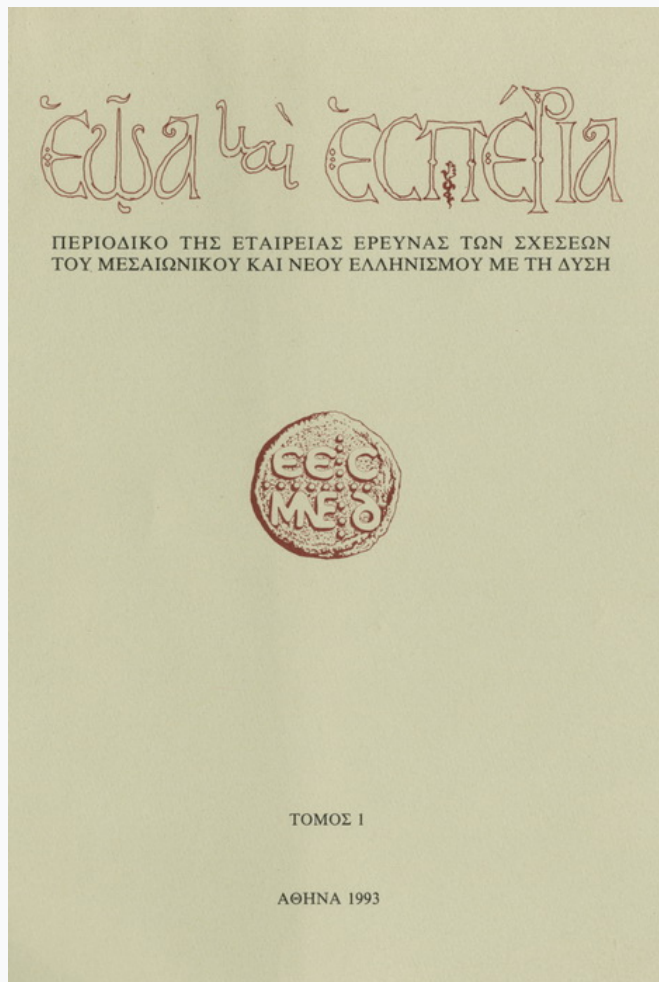 ἑῷα καὶ ἑσπέρια
ΠΕΡΙΟΔΙΚΟ ΤΗΣ ΕΤΑΙΡΕΙΑΣ ΕΡΕΥΝΑΣ ΤΩΝ ΣΧΕΣΕΩΝ
ΤΟΥ ΜΕΣΑΙΩΝΙΚΟΥ ΚΑΙ ΝΕΟΥ ΕΛΛΗΝΙΣΜΟΥ ΜΕ ΤΗ ΔΥΣΗ
ΕΕC
ΜΝΕδ
ΤΟΜΟΣ 1
ΑΘΗΝΑ 1993